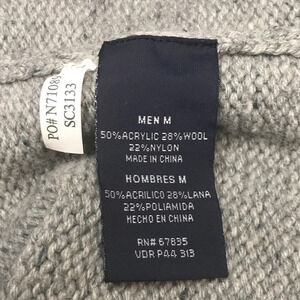 PO# N7108
SC3133
MEN M
50%ACRYLIC 28%WOOL
22%NYLON
MADE IN CHINA
HOMBRES M
50%ACRILICO 28%LANA
22%POLIAMIDA
HECHO EN CHINA
RN# 67835
VDR P44 313